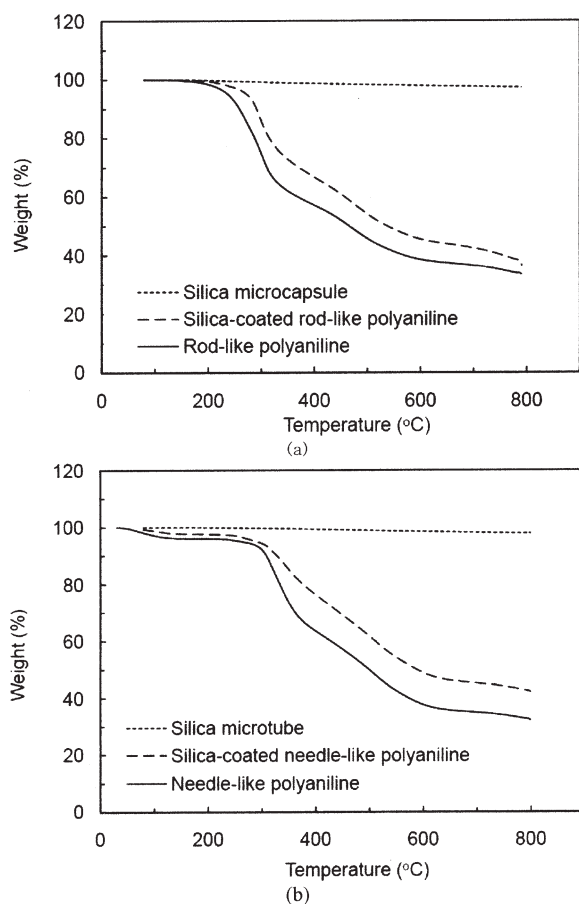 120
100
80
60
40
20
0
Weight (%)
Silica microcapsule
Silica-coated rod-like polyaniline
Rod-like polyaniline
0 200 400 600 800
Temperature (°C)
(a)
120
100
80
60
40
20
0
Weight (%)
Silica microtube
Silica-coated needle-like polyaniline
Needle-like polyaniline
0 200 400 600 800
Temperature (°C)
(b)